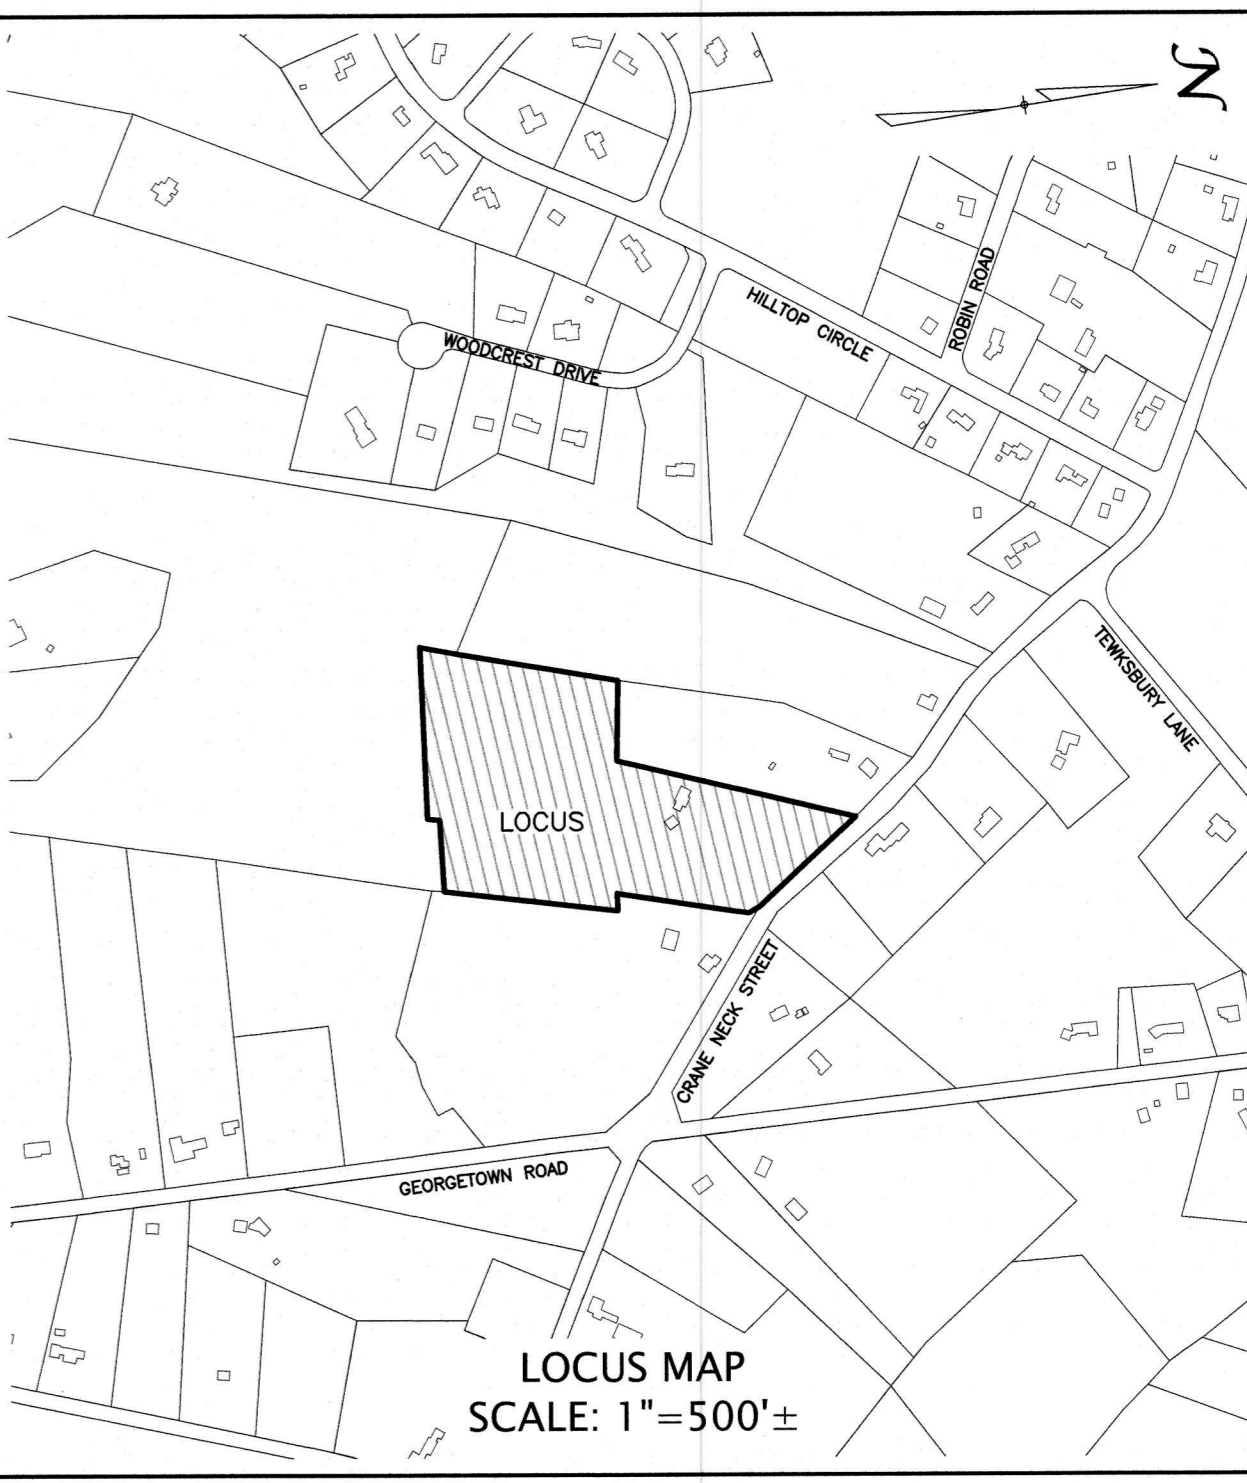 N
HILLTOP CIRCLE
ROBIN ROAD
WOODCREST DRIVE
TEWKSBURY LANE
LOCUS
CRANE NECK STREET
GEORGETOWN ROAD
LOCUS MAP
SCALE: 1"=500'±